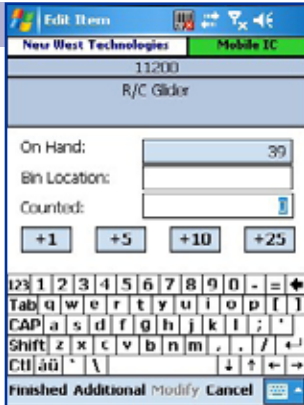 Edit Item
New West Technologies Mobile IC
11200
R/C Glider
On Hand: 39
Bin Location:
Counted: 0
+1 +5 +10 +25
123 1 2 3 4 5 6 7 8 9 0 - =
Tab q w e r t y u i o p [ ]
CAP a s d f g h j k l ; '
Shift z x c v b n m , . /
Ctl áü ` \
Finished Additional Modify Cancel